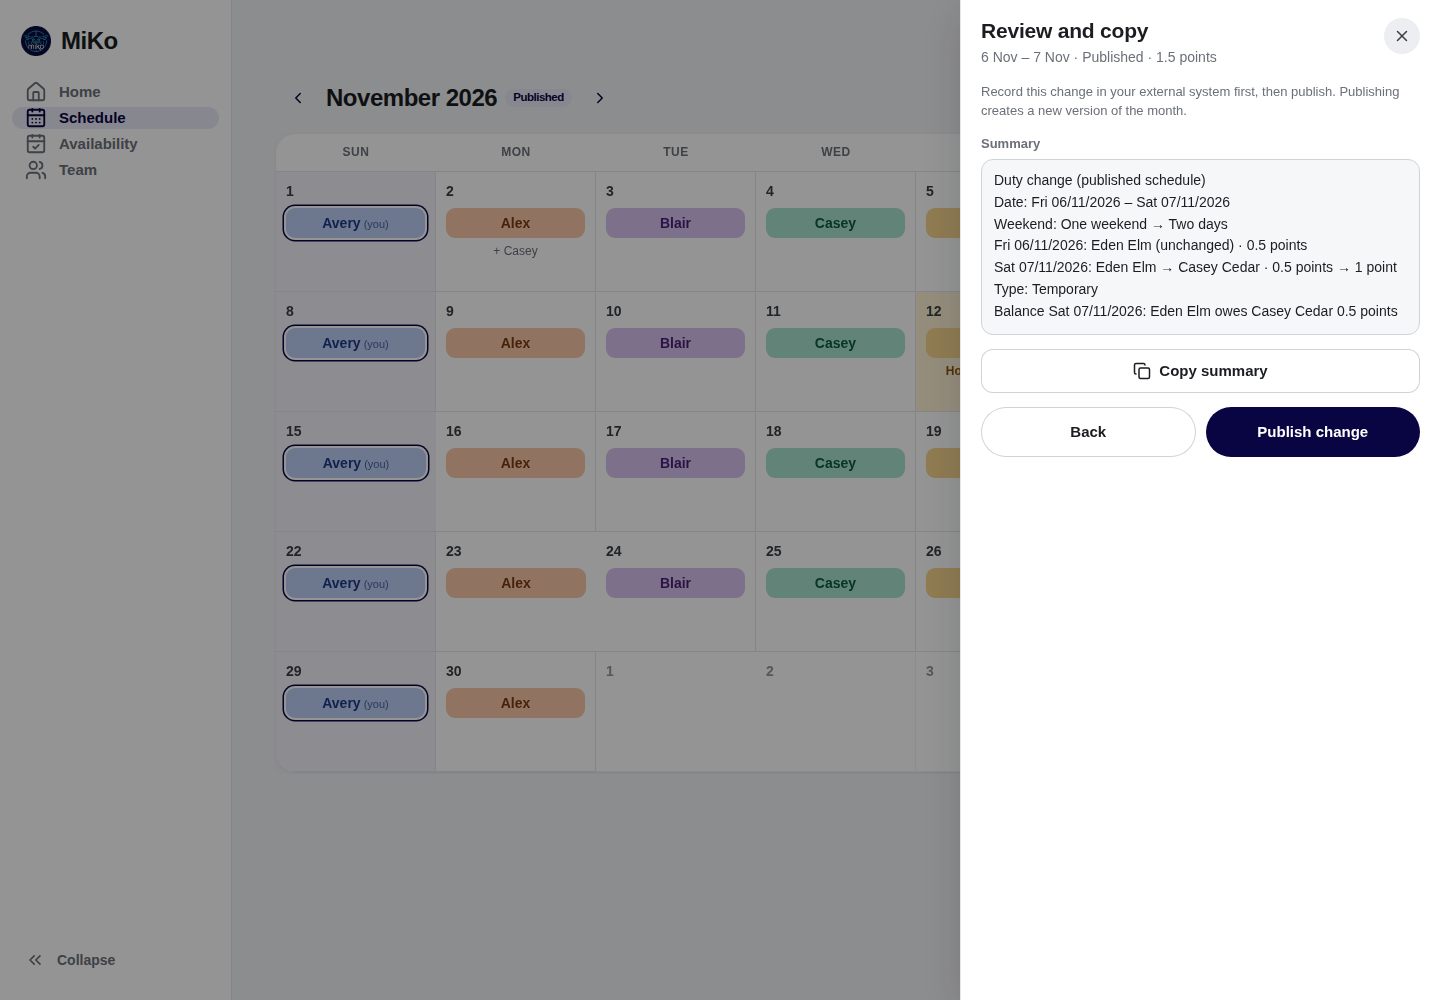 miko
MiKo
Home
Schedule
Availability
Team
Collapse
November 2026 Published
SUN MON TUE WED
1 2 3 4 5
Avery (you) Alex Blair Casey
+ Casey
8 9 10 11 12
Avery (you) Alex Blair Casey
Ho
15 16 17 18 19
Avery (you) Alex Blair Casey
22 23 24 25 26
Avery (you) Alex Blair Casey
29 30 1 2 3
Avery (you) Alex
Review and copy
6 Nov – 7 Nov · Published · 1.5 points
Record this change in your external system first, then publish. Publishing
creates a new version of the month.
Summary
Duty change (published schedule)
Date: Fri 06/11/2026 – Sat 07/11/2026
Weekend: One weekend → Two days
Fri 06/11/2026: Eden Elm (unchanged) · 0.5 points
Sat 07/11/2026: Eden Elm → Casey Cedar · 0.5 points → 1 point
Type: Temporary
Balance Sat 07/11/2026: Eden Elm owes Casey Cedar 0.5 points
Copy summary
Back
Publish change